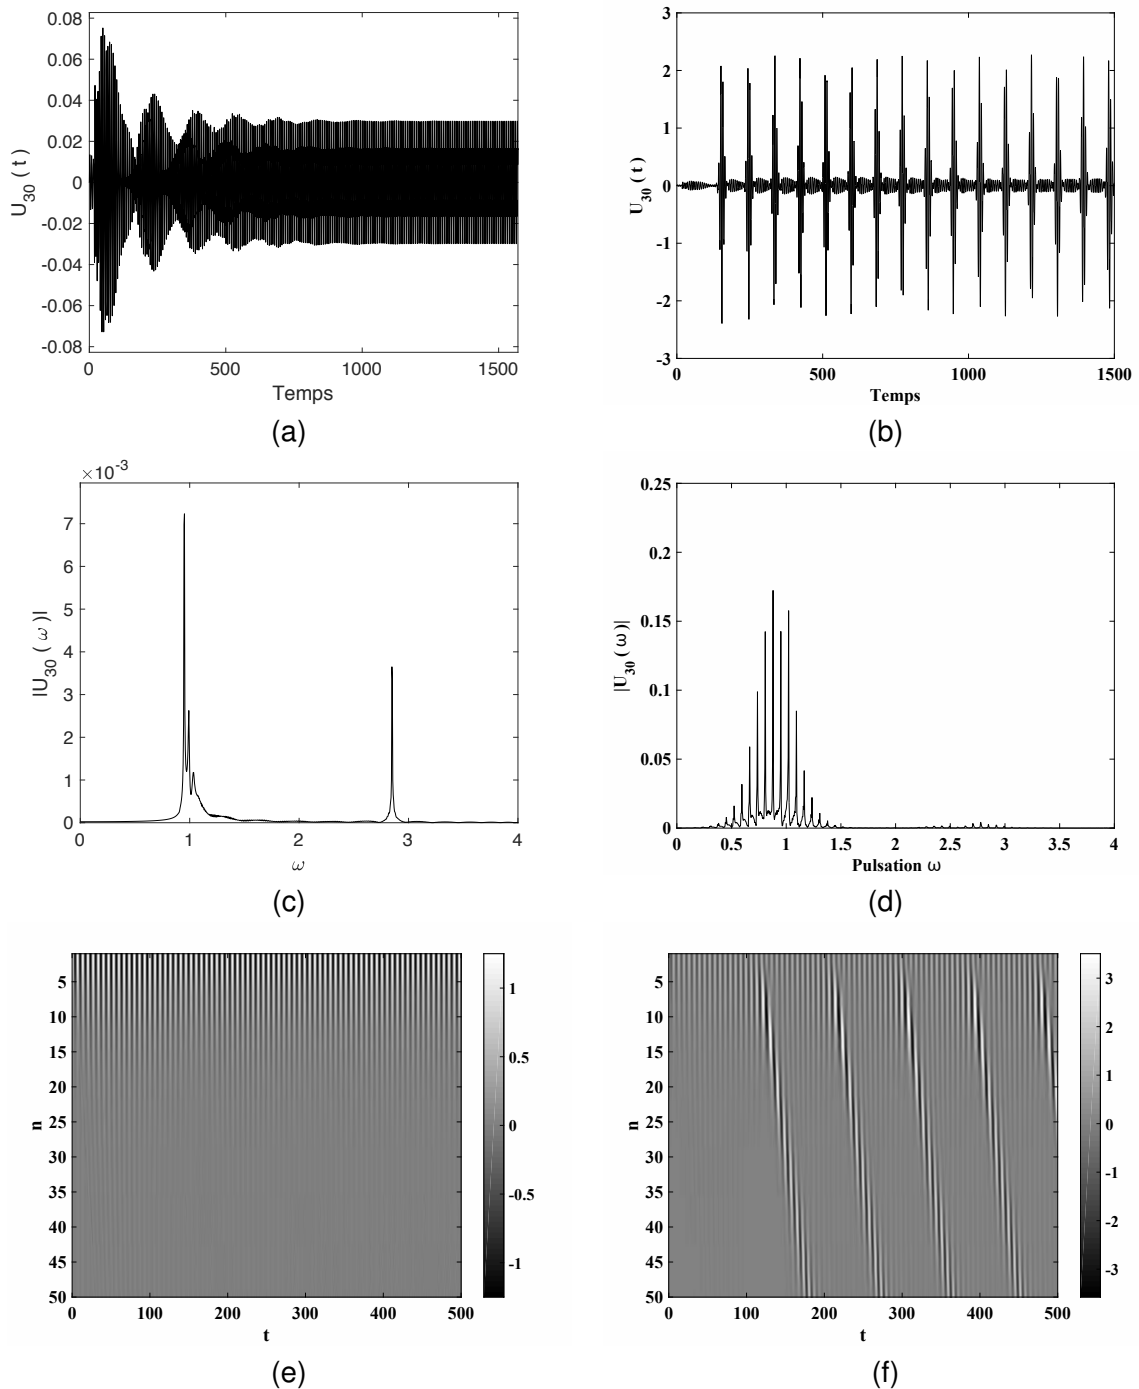 0.08
0.06
0.04
0.02
0
-0.02
-0.04
-0.06
-0.08
U30 ( t )
0 500 1000 1500
Temps
(a)
3
2
1
0
-1
-2
-3
U30 ( t )
0 500 1000 1500
Temps
(b)
×10-3
7
6
5
4
3
2
1
0
|U30 ( ω )|
0 1 2 3 4
ω
(c)
0.25
0.2
0.15
0.1
0.05
0
|U30 ( ω )|
0 0.5 1 1.5 2 2.5 3 3.5 4
Pulsation ω
(d)
5
10
15
20
25
30
35
40
45
50
n
0 100 200 300 400 500
t
1
0.5
0
-0.5
-1
(e)
5
10
15
20
25
30
35
40
45
50
n
0 100 200 300 400 500
t
3
2
1
0
-1
-2
-3
(f)